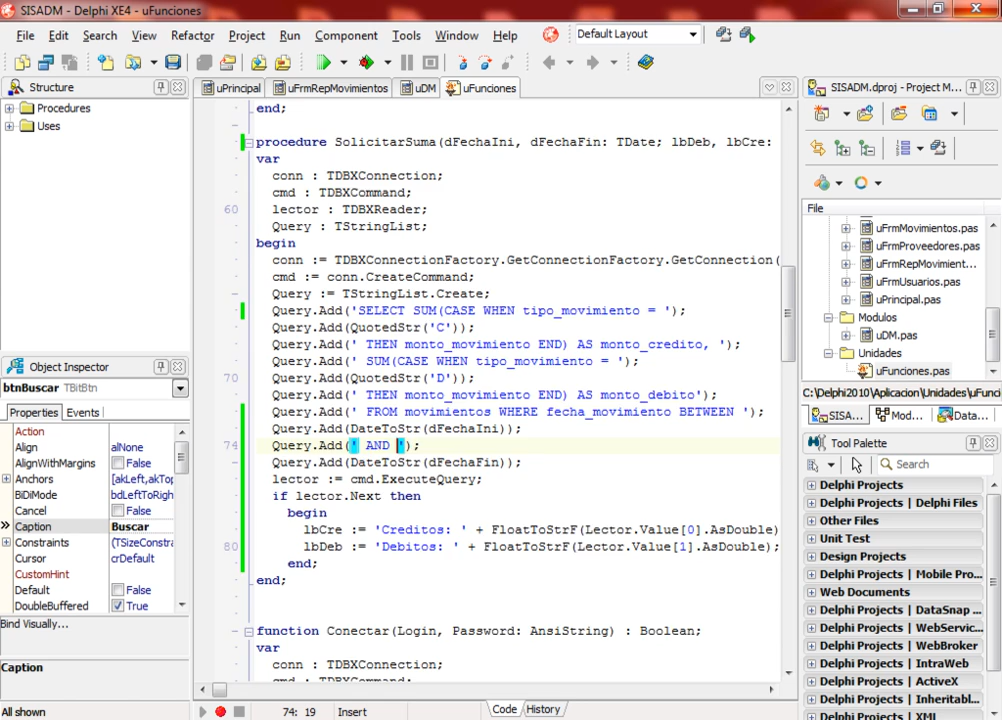 SISADM - Delphi XE4 - uFunciones
File Edit Search View Refactor Project Run Component Tools Window Help Default Layout
Structure
Procedures
Uses
uPrincipal uFrmRepMovimientos uDM uFunciones
end;
procedure SolicitarSuma(dFechaIni, dFechaFin: TDate; lbDeb, lbCre:
var
conn : TDBXConnection;
cmd : TDBXCommand;
60 lector : TDBXReader;
Query : TStringList;
begin
conn := TDBXConnectionFactory.GetConnectionFactory.GetConnection(
cmd := conn.CreateCommand;
Query := TStringList.Create;
Query.Add('SELECT SUM(CASE WHEN tipo_movimiento = ');
Query.Add(QuotedStr('C'));
Query.Add(' THEN monto_movimiento END) AS monto_credito, ');
Query.Add(' SUM(CASE WHEN tipo_movimiento = ');
70 Query.Add(QuotedStr('D'));
Query.Add(' THEN monto_movimiento END) AS monto_debito');
Query.Add(' FROM movimientos WHERE fecha_movimiento BETWEEN ');
Query.Add(DateToStr(dFechaIni));
74 Query.Add(' AND ');
Query.Add(DateToStr(dFechaFin));
lector := cmd.ExecuteQuery;
if lector.Next then
begin
lbCre := 'Creditos: ' + FloatToStrF(Lector.Value[0].AsDouble)
80 lbDeb := 'Debitos: ' + FloatToStrF(Lector.Value[1].AsDouble);
end;
end;
function Conectar(Login, Password: AnsiString) : Boolean;
var
conn : TDBXConnection;
cmd : TDBXCommand;
74: 19 Insert Code History
Object Inspector
btnBuscar TBitBtn
Properties Events
Action
Align alNone
AlignWithMargins False
Anchors [akLeft,akTop
BiDiMode bdLeftToRigh
Cancel False
Caption Buscar
Constraints (TSizeConstra
Cursor crDefault
CustomHint
Default False
DoubleBuffered True
Bind Visually...
Caption
All shown
SISADM.dproj - Project M...
File
uFrmMovimientos.pas
uFrmProveedores.pas
uFrmRepMovimient...
uFrmUsuarios.pas
uPrincipal.pas
Modulos
uDM.pas
Unidades
uFunciones.pas
C:\Delphi2010\Aplicacion\Unidades\uF
SISA... Mod... Data...
Tool Palette
Search
Delphi Projects
Delphi Projects | Delphi Files
Other Files
Unit Test
Design Projects
Delphi Projects | Mobile Pro...
Web Documents
Delphi Projects | DataSnap ...
Delphi Projects | WebServic...
Delphi Projects | WebBroker
Delphi Projects | IntraWeb
Delphi Projects | ActiveX
Delphi Projects | Inheritabl...
Delphi Projects | XML